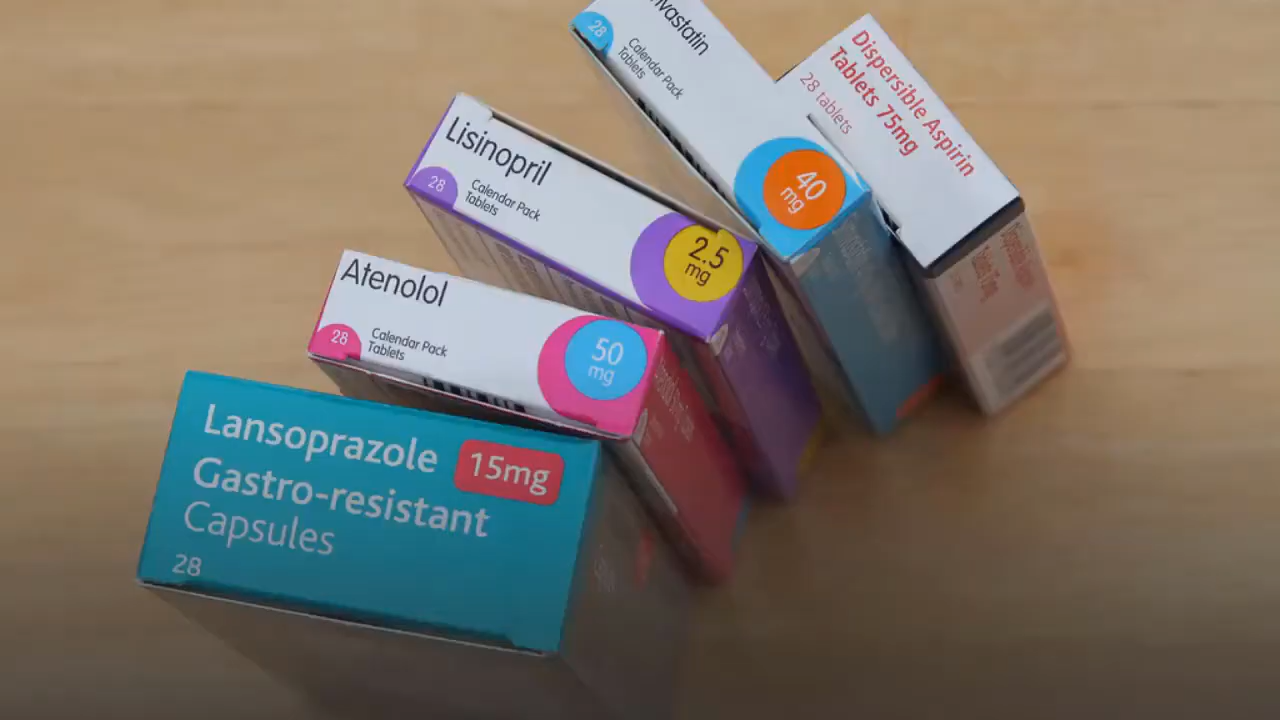 Lansoprazole
15mg
Gastro-resistant
Capsules
28
Atenolol
28
Calendar Pack
Tablets
50
mg
Lisinopril
28
Calendar Pack
Tablets
2.5
mg
vastatin
28
Calendar Pack
Tablets
40
mg
Dispersible Aspirin
Tablets 75mg
28 tablets